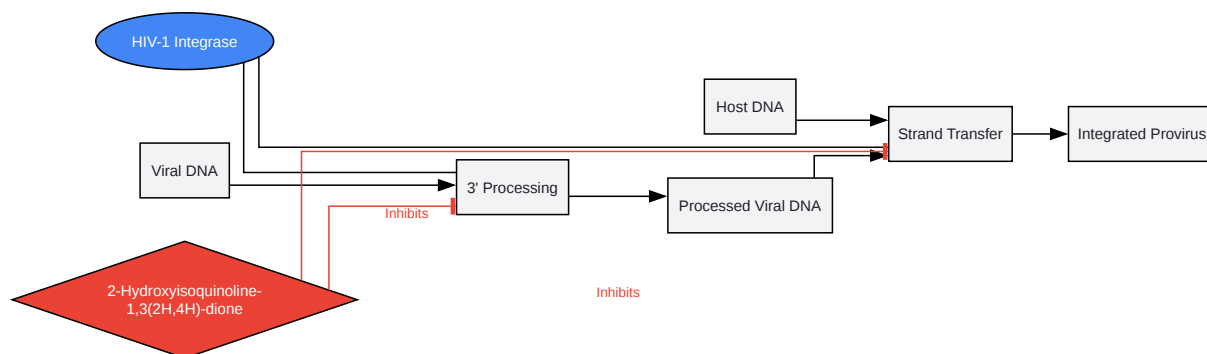 HIV-1 Integrase
Host DNA
Strand Transfer
Integrated Provirus
Viral DNA
3' Processing
Processed Viral DNA
Inhibits
2-Hydroxyisoquinoline-
1,3(2H,4H)-dione
Inhibits